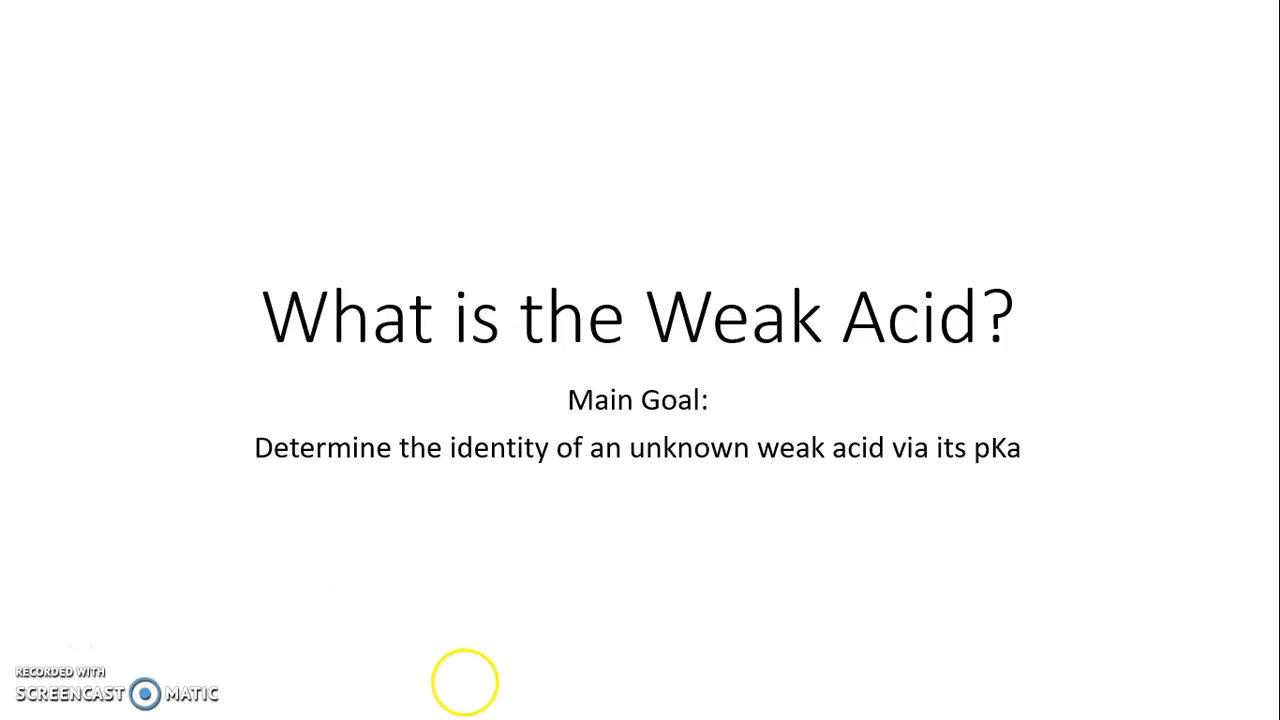 What is the Weak Acid?
Main Goal:
Determine the identity of an unknown weak acid via its pKa
RECORDED WITH
SCREENCAST MATIC